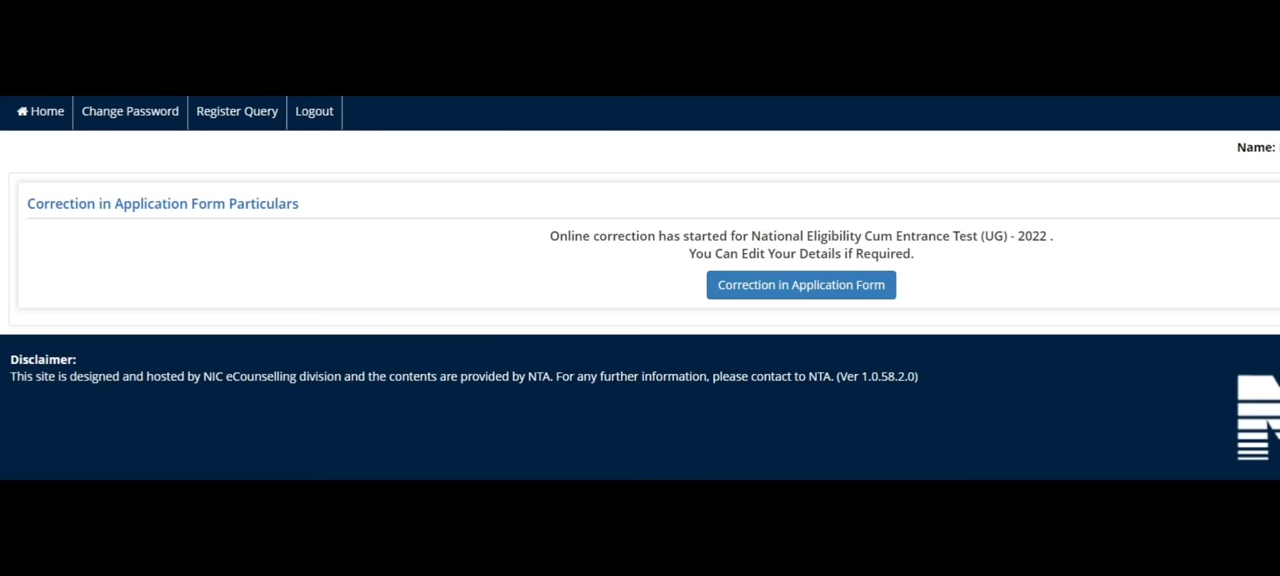 Home Change Password Register Query Logout
Name:
Correction in Application Form Particulars
Online correction has started for National Eligibility Cum Entrance Test (UG) - 2022 .
You Can Edit Your Details if Required.
Correction in Application Form
Disclaimer:
This site is designed and hosted by NIC eCounselling division and the contents are provided by NTA. For any further information, please contact to NTA. (Ver 1.0.58.2.0)